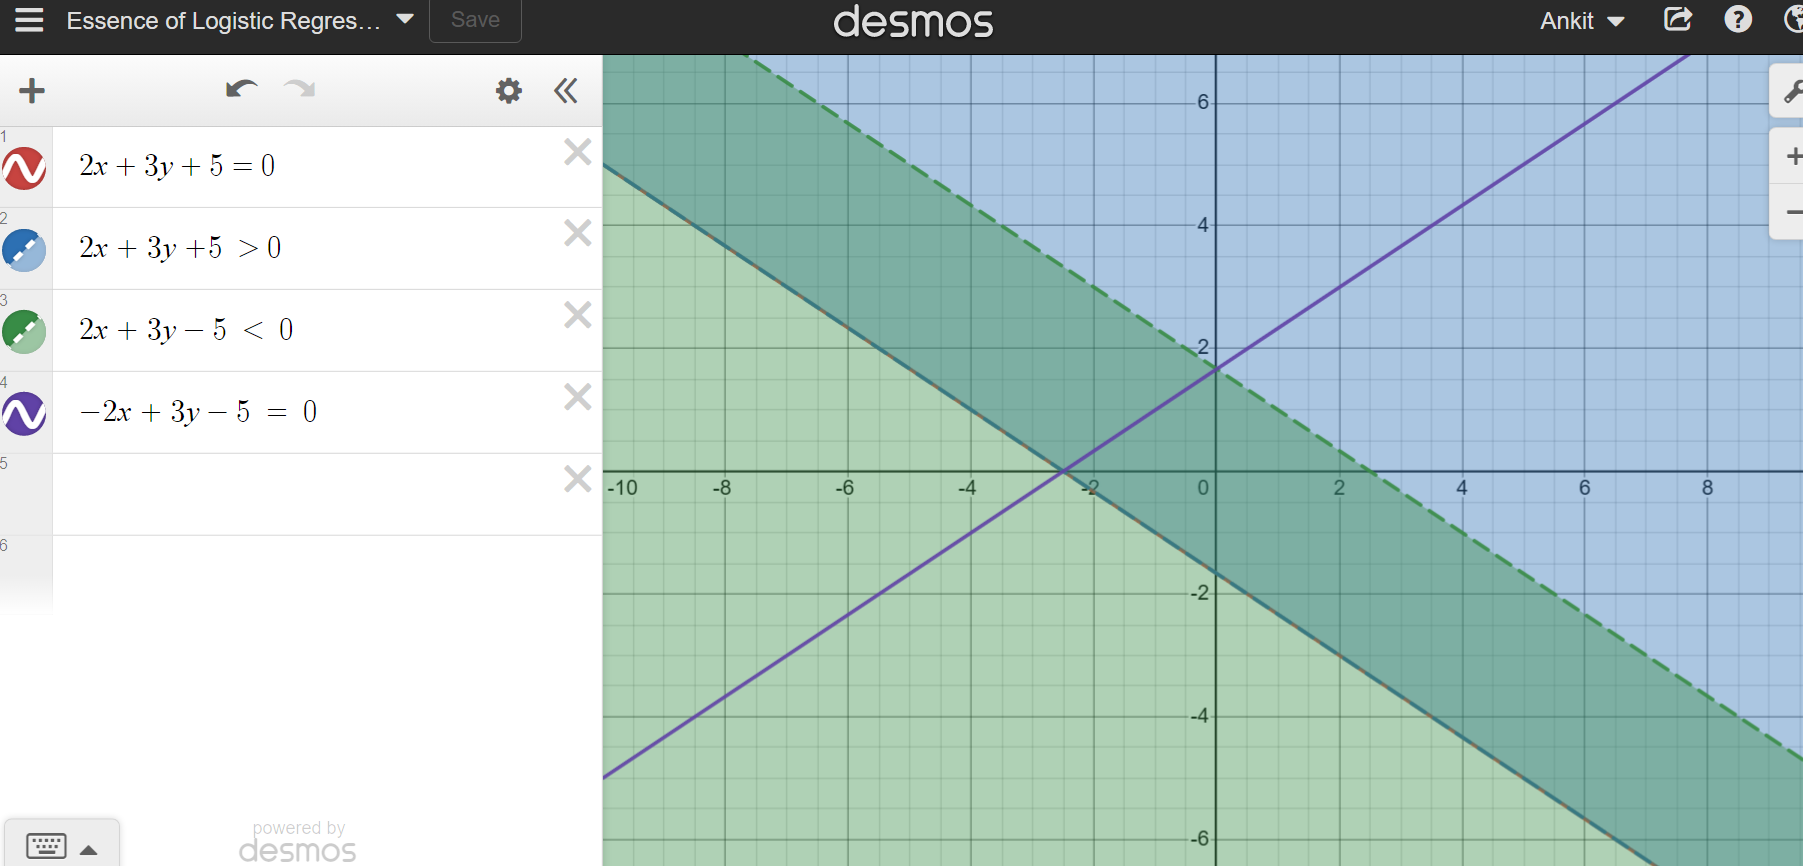 Essence of Logistic Regres...
Save
desmos
Ankit
?
1
2x + 3y + 5 = 0
2
2x + 3y +5 > 0
3
2x + 3y − 5 < 0
4
−2x + 3y − 5 = 0
5
6
powered by
desmos
6
4
2
-10 -8 -6 -4 -2 0 2 4 6 8
-2
-4
-6